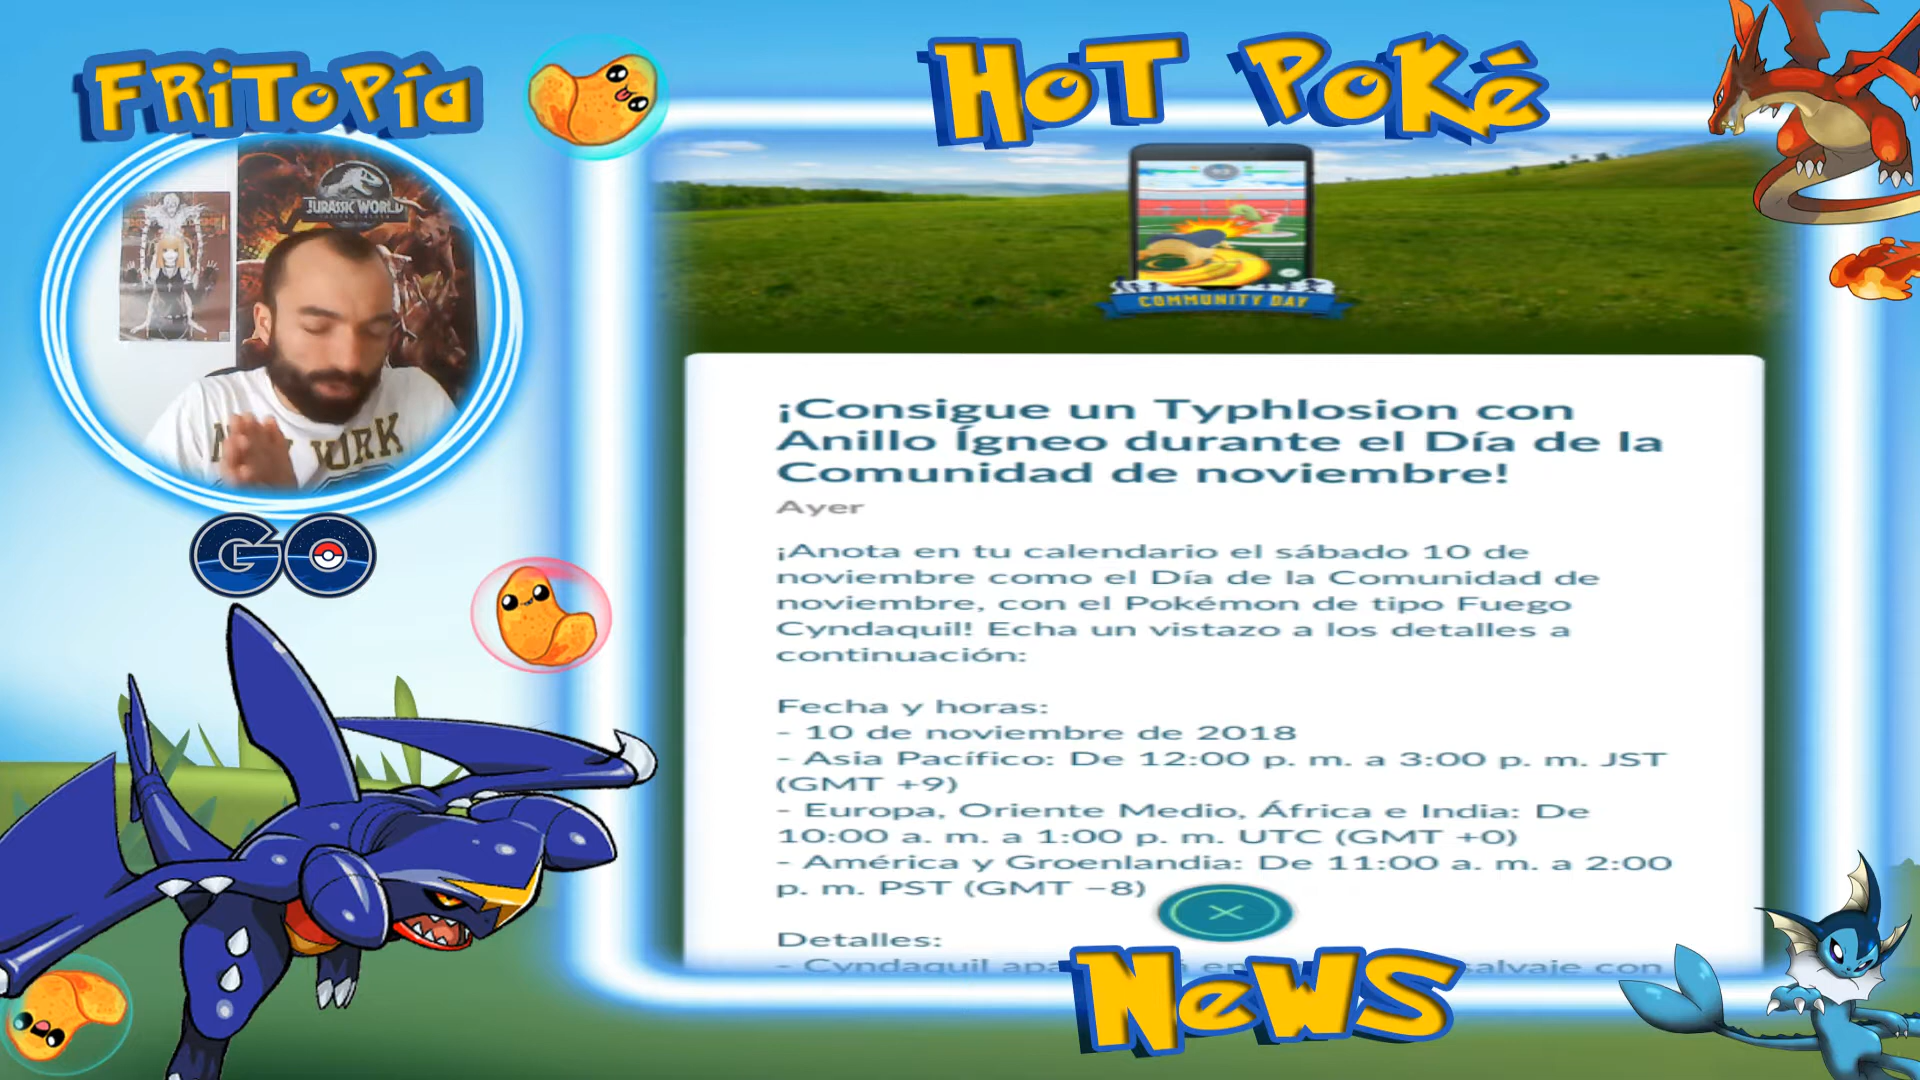 FRiToPía
HoT PoKé
JURASSIC WORLD
NEW YORK
GO
COMMUNITY DAY
¡Consigue un Typhlosion con
Anillo Ígneo durante el Día de la
Comunidad de noviembre!
Ayer
¡Anota en tu calendario el sábado 10 de
noviembre como el Día de la Comunidad de
noviembre, con el Pokémon de tipo Fuego
Cyndaquil! Echa un vistazo a los detalles a
continuación:
Fecha y horas:
- 10 de noviembre de 2018
- Asia Pacífico: De 12:00 p. m. a 3:00 p. m. JST
(GMT +9)
- Europa, Oriente Medio, África e India: De
10:00 a. m. a 1:00 p. m. UTC (GMT +0)
- América y Groenlandia: De 11:00 a. m. a 2:00
p. m. PST (GMT −8)
Detalles:
- Cyndaquil salvaje con
NeWS